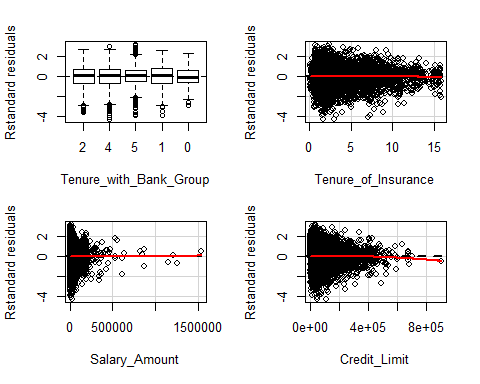 Rstandard residuals
2
0
-4
2 4 5 1 0
Tenure_with_Bank_Group
Rstandard residuals
2
0
-4
0 5 10 15
Tenure_of_Insurance
Rstandard residuals
2
0
-4
0 500000 1500000
Salary_Amount
Rstandard residuals
2
0
-4
0e+00 4e+05 8e+05
Credit_Limit